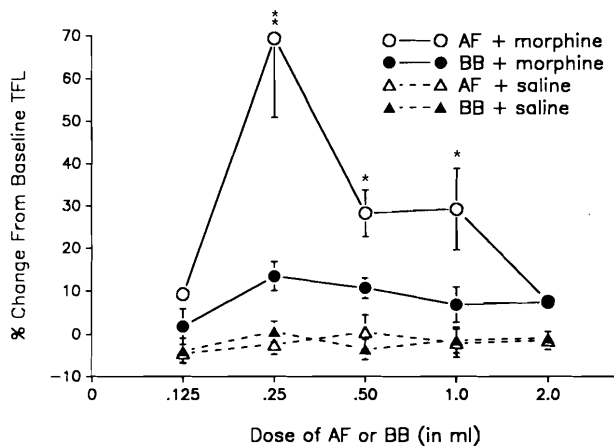 % Change From Baseline TFL
70
60
50
40
30
20
10
0
-10
**
*
*
AF + morphine
BB + morphine
AF + saline
BB + saline
0 .125 .25 .50 1.0 2.0
Dose of AF or BB (in ml)